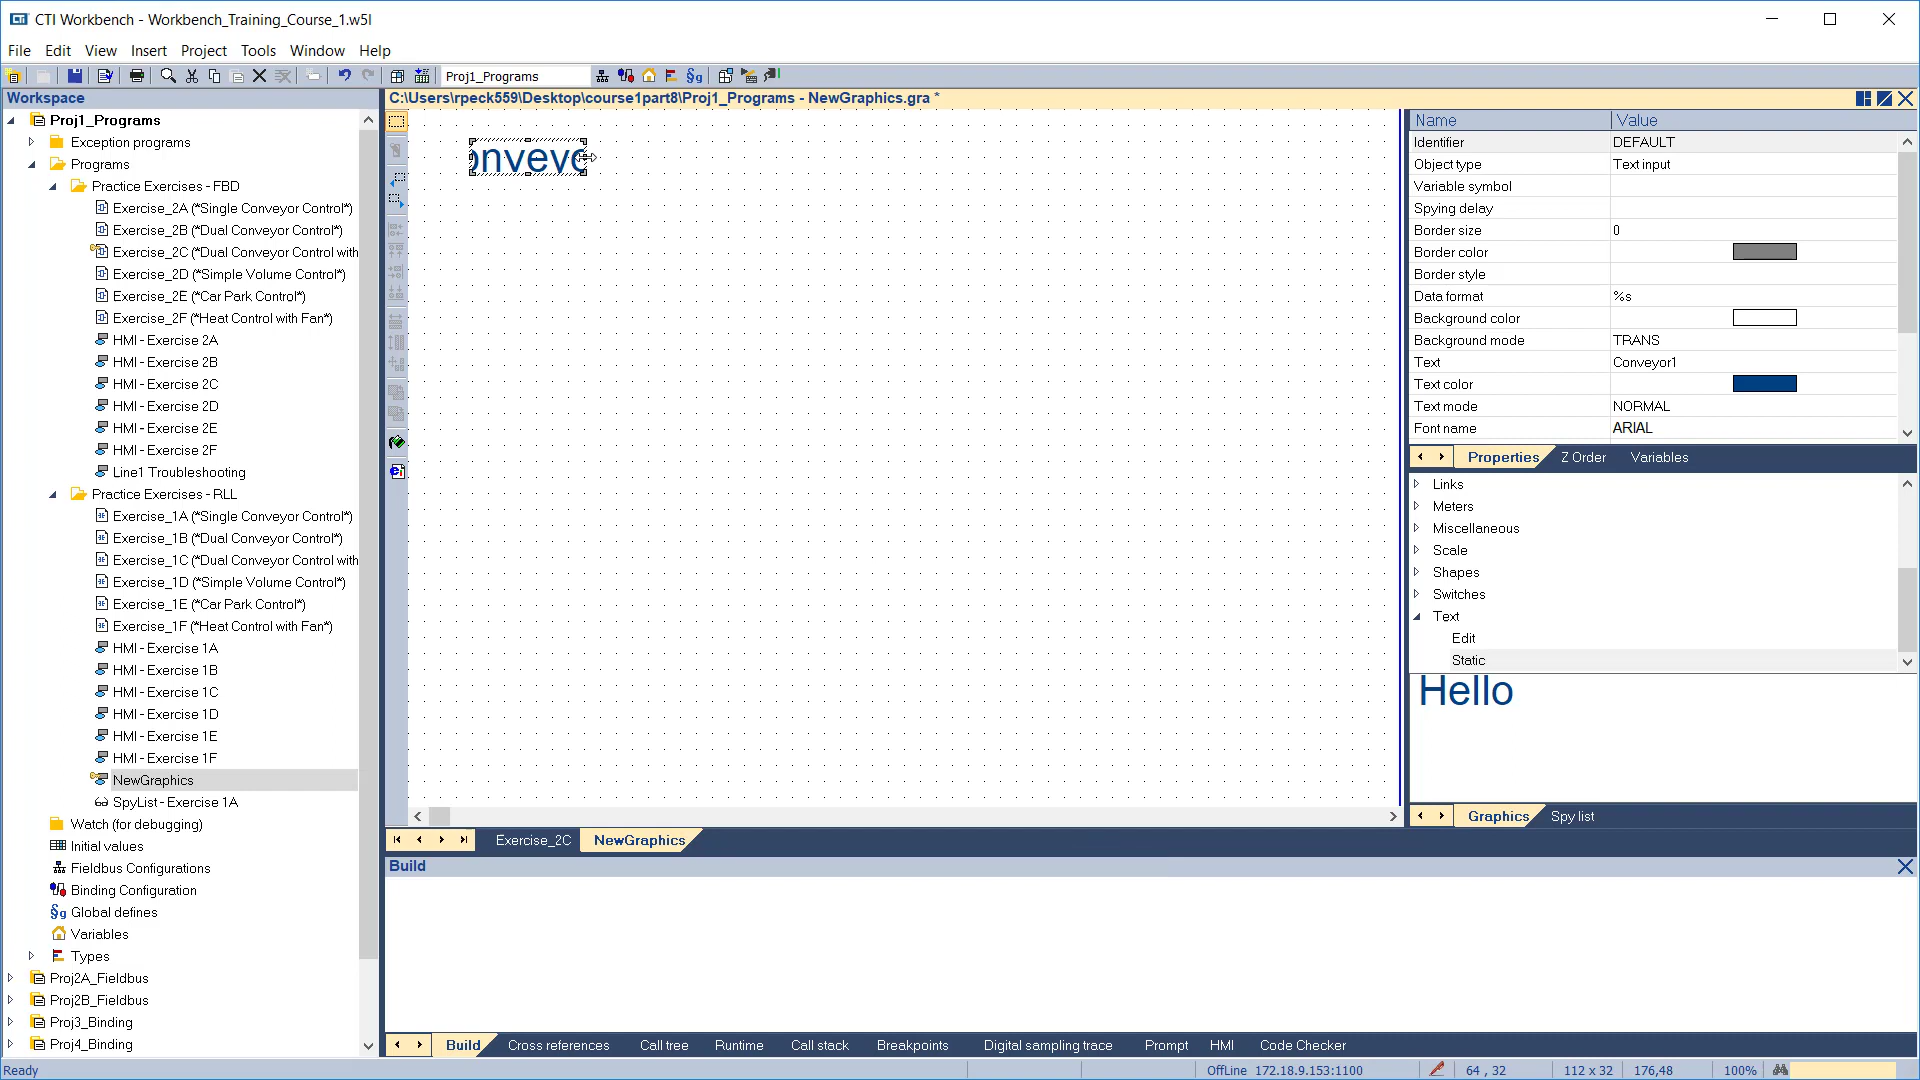 CTI Workbench - Workbench_Training_Course_1.w5l
File Edit View Insert Project Tools Window Help
Proj1_Programs
Workspace
C:\Users\rpeck559\Desktop\course1part8\Proj1_Programs - NewGraphics.gra *
Proj1_Programs
Exception programs
Programs
Practice Exercises - FBD
Exercise_2A (*Single Conveyor Control*)
Exercise_2B (*Dual Conveyor Control*)
Exercise_2C (*Dual Conveyor Control with
Exercise_2D (*Simple Volume Control*)
Exercise_2E (*Car Park Control*)
Exercise_2F (*Heat Control with Fan*)
HMI - Exercise 2A
HMI - Exercise 2B
HMI - Exercise 2C
HMI - Exercise 2D
HMI - Exercise 2E
HMI - Exercise 2F
Line1 Troubleshooting
Practice Exercises - RLL
Exercise_1A (*Single Conveyor Control*)
Exercise_1B (*Dual Conveyor Control*)
Exercise_1C (*Dual Conveyor Control with
Exercise_1D (*Simple Volume Control*)
Exercise_1E (*Car Park Control*)
Exercise_1F (*Heat Control with Fan*)
HMI - Exercise 1A
HMI - Exercise 1B
HMI - Exercise 1C
HMI - Exercise 1D
HMI - Exercise 1E
HMI - Exercise 1F
NewGraphics
SpyList - Exercise 1A
Watch (for debugging)
Initial values
Fieldbus Configurations
Binding Configuration
Global defines
Variables
Types
Proj2A_Fieldbus
Proj2B_Fieldbus
Proj3_Binding
Proj4_Binding
onveyo
Name Value
Identifier DEFAULT
Object type Text input
Variable symbol
Spying delay
Border size 0
Border color
Border style
Data format %s
Background color
Background mode TRANS
Text Conveyor1
Text color
Text mode NORMAL
Font name ARIAL
Properties Z Order Variables
Links
Meters
Miscellaneous
Scale
Shapes
Switches
Text
Edit
Static
Hello
Graphics Spy list
Exercise_2C NewGraphics
Build
Build Cross references Call tree Runtime Call stack Breakpoints Digital sampling trace Prompt HMI Code Checker
Ready OffLine 172.18.9.153:1100 64 , 32 112 x 32 176,48 100%